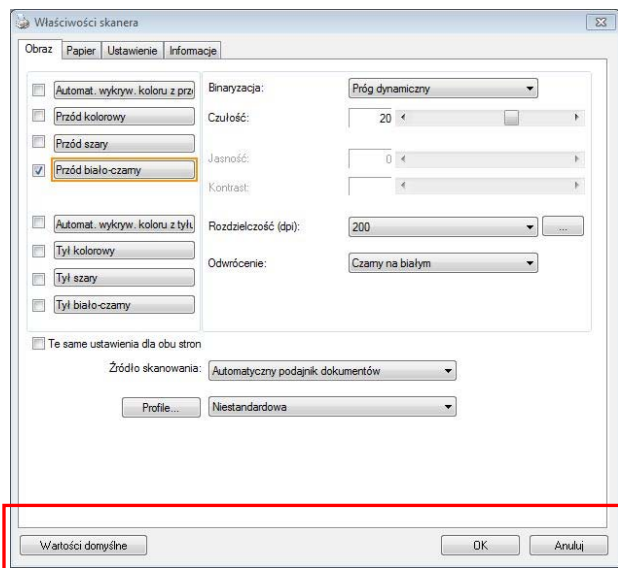 Właściwości skanera
Obraz Papier Ustawienie Informacje
Automat. wykryw. koloru z prz
Przód kolorowy
Przód szary
Przód biało-czarny
Automat. wykryw. koloru z tyłu
Tył kolorowy
Tył szary
Tył biało-czarny
Binaryzacja: Próg dynamiczny
Czułość: 20
Jasność: 0
Kontrast:
Rozdzielczość (dpi): 200 ...
Odwrócenie: Czarny na białym
Te same ustawienia dla obu stron
Źródło skanowania: Automatyczny podajnik dokumentów
Profile... Niestandardowa
Wartości domyślne OK Anuluj